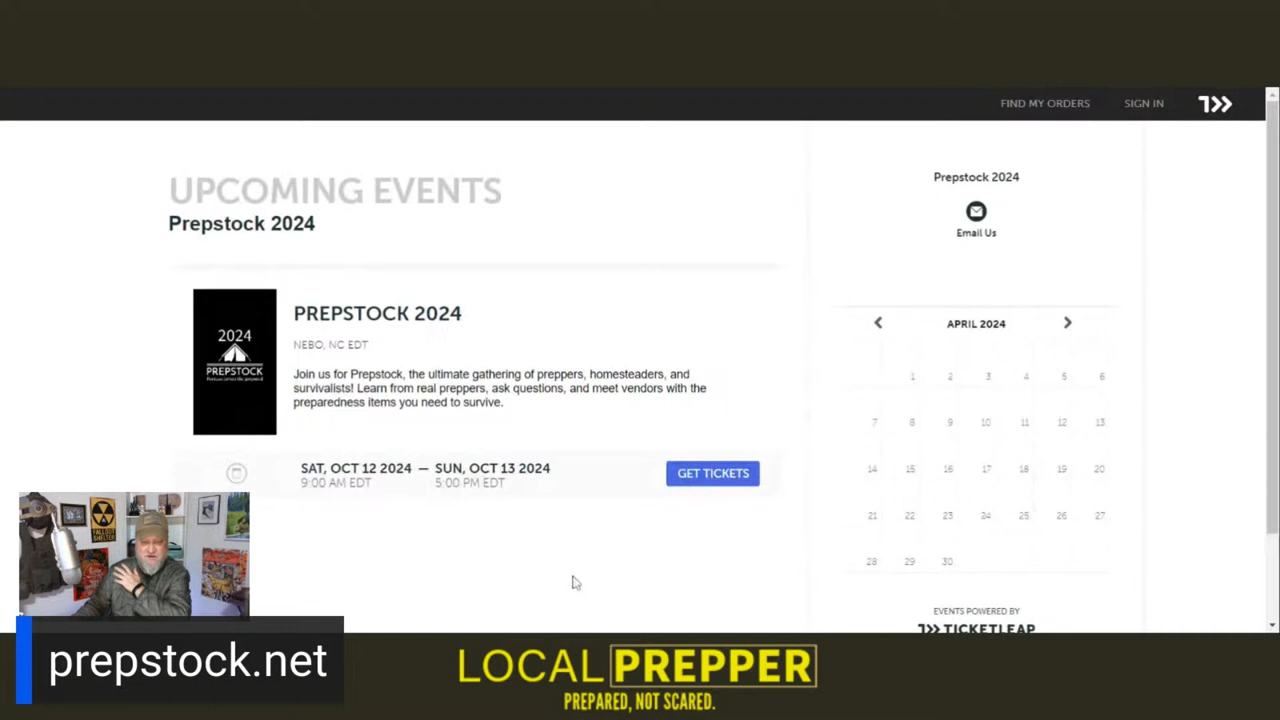 FIND MY ORDERS
SIGN IN
UPCOMING EVENTS
Prepstock 2024
2024
PREPSTOCK
PREPSTOCK 2024
NEBO, NC EDT
Join us for Prepstock, the ultimate gathering of preppers, homesteaders, and
survivalists! Learn from real preppers, ask questions, and meet vendors with the
preparedness items you need to survive.
SAT, OCT 12 2024 — SUN, OCT 13 2024
9:00 AM EDT 5:00 PM EDT
GET TICKETS
Prepstock 2024
Email Us
APRIL 2024
1 2 3 4 5 6
7 8 9 10 11 12 13
14 15 16 17 18 19 20
21 22 23 24 25 26 27
28 29 30
EVENTS POWERED BY
TICKETLEAP
FALLOUT
SHELTER
prepstock.net
LOCAL PREPPER
PREPARED, NOT SCARED.